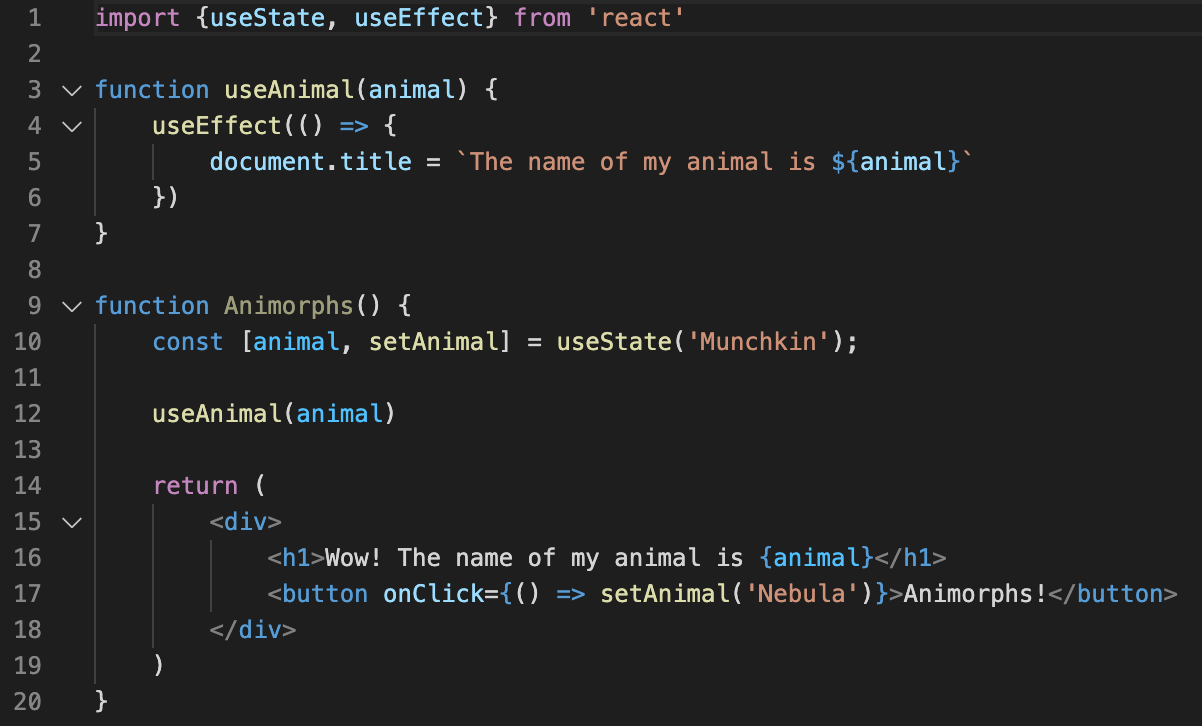 1 import {useState, useEffect} from 'react'
2
3 function useAnimal(animal) {
4     useEffect(() => {
5         document.title = `The name of my animal is ${animal}`
6     })
7 }
8
9 function Animorphs() {
10     const [animal, setAnimal] = useState('Munchkin');
11
12     useAnimal(animal)
13
14     return (
15         <div>
16             <h1>Wow! The name of my animal is {animal}</h1>
17             <button onClick={() => setAnimal('Nebula')}>Animorphs!</button>
18         </div>
19     )
20 }